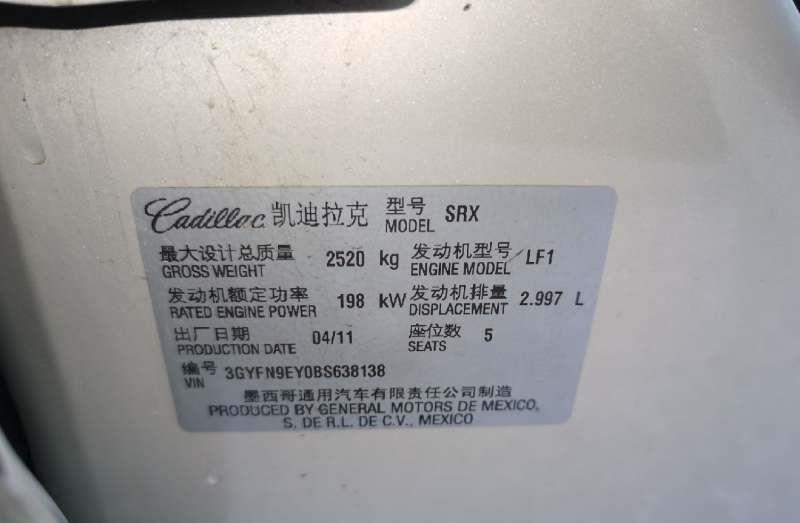 Cadillac 凯迪拉克 型号 MODEL SRX
最大设计总质量 2520 kg 发动机型号 LF1
GROSS WEIGHT ENGINE MODEL
发动机额定功率 198 kW 发动机排量 2.997 L
RATED ENGINE POWER DISPLACEMENT
出厂日期 04/11 座位数 5
PRODUCTION DATE SEATS
编号 3GYFN9EY0BS638138
VIN
墨西哥通用汽车有限责任公司制造
PRODUCED BY GENERAL MOTORS DE MEXICO,
S. DE R.L. DE C.V., MEXICO